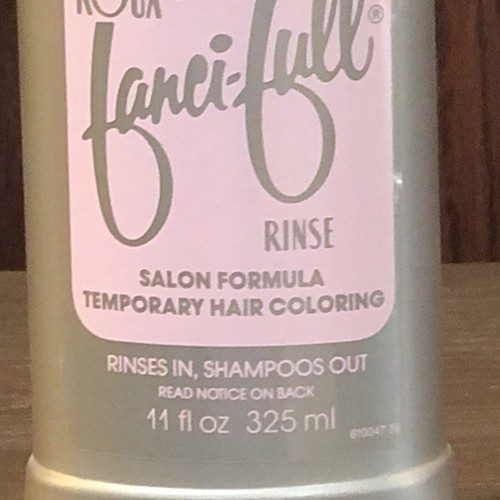 ROUX
fanci-full®
RINSE
SALON FORMULA
TEMPORARY HAIR COLORING
RINSES IN, SHAMPOOS OUT
READ NOTICE ON BACK
11 fl oz 325 ml